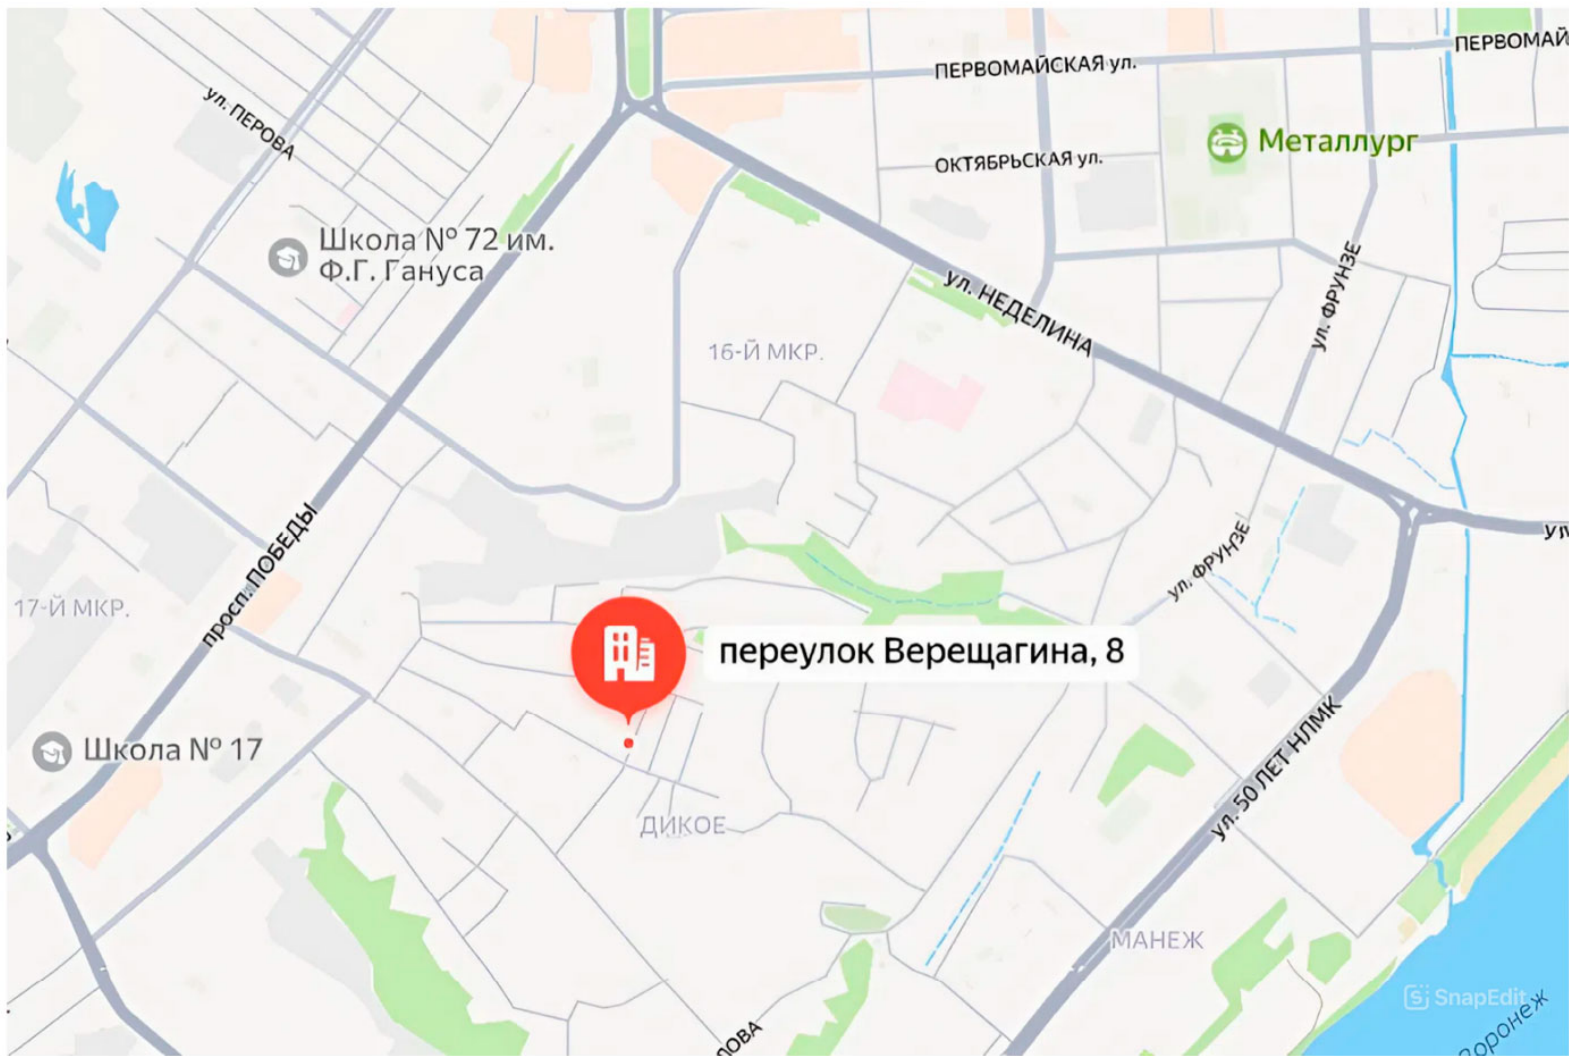 ПЕРВОМАЙ
ПЕРВОМАЙСКАЯ ул.
ул. ПЕРОВА
Металлург
ОКТЯБРЬСКАЯ ул.
Школа № 72 им.
Ф.Г. Гануса
ул. НЕДЕЛИНА
ул. ФРУНЗЕ
16-Й МКР.
просп. ПОБЕДЫ
ул. ФРУНЗЕ
УЛ
17-Й МКР.
переулок Верещагина, 8
Школа № 17
ул. 50 ЛЕТ НЛМК
ДИКОЕ
МАНЕЖ
SnapEdit
Воронеж
ЛОВА